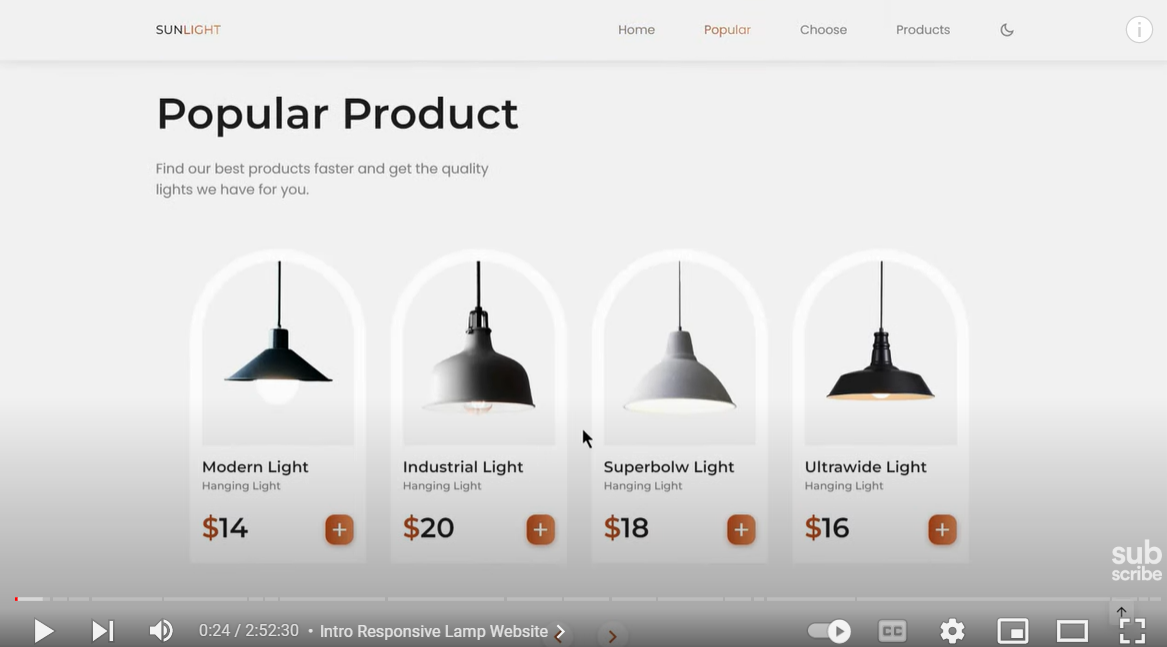 SUNLIGHT
Home Popular Choose Products
i
Popular Product
Find our best products faster and get the quality
lights we have for you.
Modern Light
Hanging Light
$14 +
Industrial Light
Hanging Light
$20 +
Superbolw Light
Hanging Light
$18 +
Ultrawide Light
Hanging Light
$16 +
sub
scribe
0:24 / 2:52:30 • Intro Responsive Lamp Website
CC